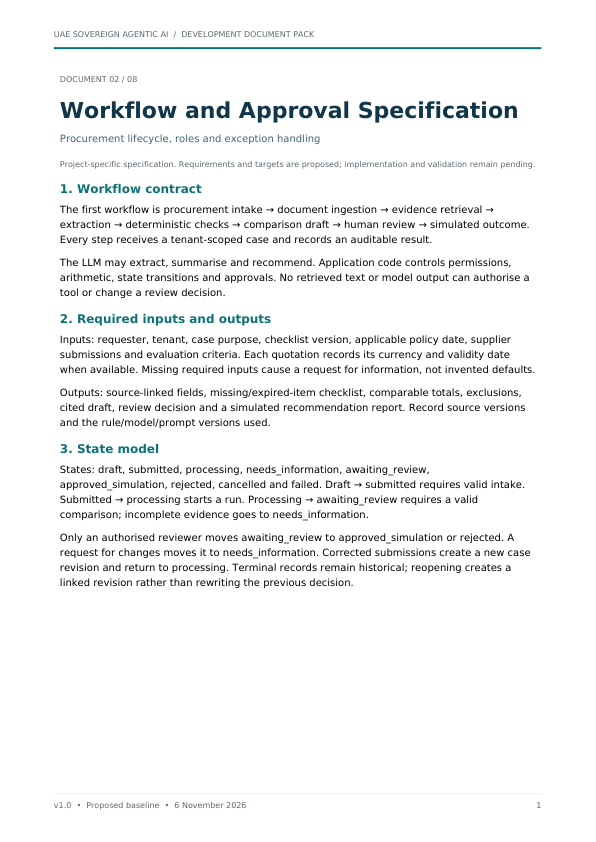 UAE SOVEREIGN AGENTIC AI / DEVELOPMENT DOCUMENT PACK
DOCUMENT 02 / 08
Workflow and Approval Specification
Procurement lifecycle, roles and exception handling
Project-specific specification. Requirements and targets are proposed; implementation and validation remain pending.
1. Workflow contract
The first workflow is procurement intake → document ingestion → evidence retrieval →
extraction → deterministic checks → comparison draft → human review → simulated outcome.
Every step receives a tenant-scoped case and records an auditable result.
The LLM may extract, summarise and recommend. Application code controls permissions,
arithmetic, state transitions and approvals. No retrieved text or model output can authorise a
tool or change a review decision.
2. Required inputs and outputs
Inputs: requester, tenant, case purpose, checklist version, applicable policy date, supplier
submissions and evaluation criteria. Each quotation records its currency and validity date
when available. Missing required inputs cause a request for information, not invented defaults.
Outputs: source-linked fields, missing/expired-item checklist, comparable totals, exclusions,
cited draft, review decision and a simulated recommendation report. Record source versions
and the rule/model/prompt versions used.
3. State model
States: draft, submitted, processing, needs_information, awaiting_review,
approved_simulation, rejected, cancelled and failed. Draft → submitted requires valid intake.
Submitted → processing starts a run. Processing → awaiting_review requires a valid
comparison; incomplete evidence goes to needs_information.
Only an authorised reviewer moves awaiting_review to approved_simulation or rejected. A
request for changes moves it to needs_information. Corrected submissions create a new case
revision and return to processing. Terminal records remain historical; reopening creates a
linked revision rather than rewriting the previous decision.
v1.0 • Proposed baseline • 6 November 2026
1